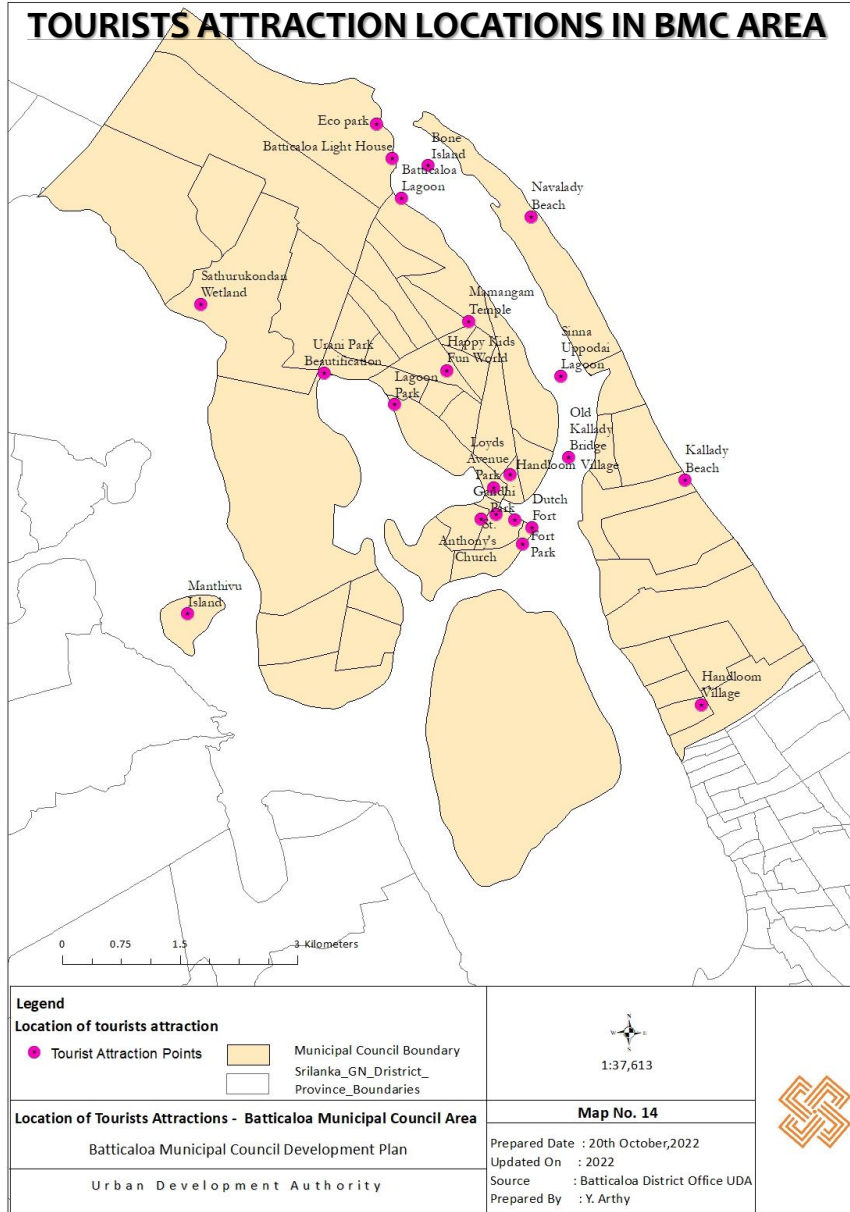 TOURISTS ATTRACTION LOCATIONS IN BMC AREA
Eco park
Batticaloa Light House
Bone
Island
Batticaloa
Lagoon
Navalady
Beach
Sathurukondan
Wetland
Mamangam
Temple
Urani Park
Beautification
Happy Kids
Fun World
Sinna
Uppodai
Lagoon
Lagoon
Park
Old
Kallady
Bridge
Loyds
Avenue
Park
Handloom Village
Kallady
Beach
Gandhi
Park
Dutch
Fort
St.
Anthony's
Church
Fort
Park
Manthivu
Island
Handloom
Village
0 0.75 1.5 3 Kilometers
Legend
Location of tourists attraction
Tourist Attraction Points
Municipal Council Boundary
Srilanka_GN_Dristrict_
Province_Boundaries
N
W E
S
1:37,613
Location of Tourists Attractions - Batticaloa Municipal Council Area
Batticaloa Municipal Council Development Plan
Urban Development Authority
Map No. 14
Prepared Date : 20th October,2022
Updated On : 2022
Source : Batticaloa District Office UDA
Prepared By : Y. Arthy